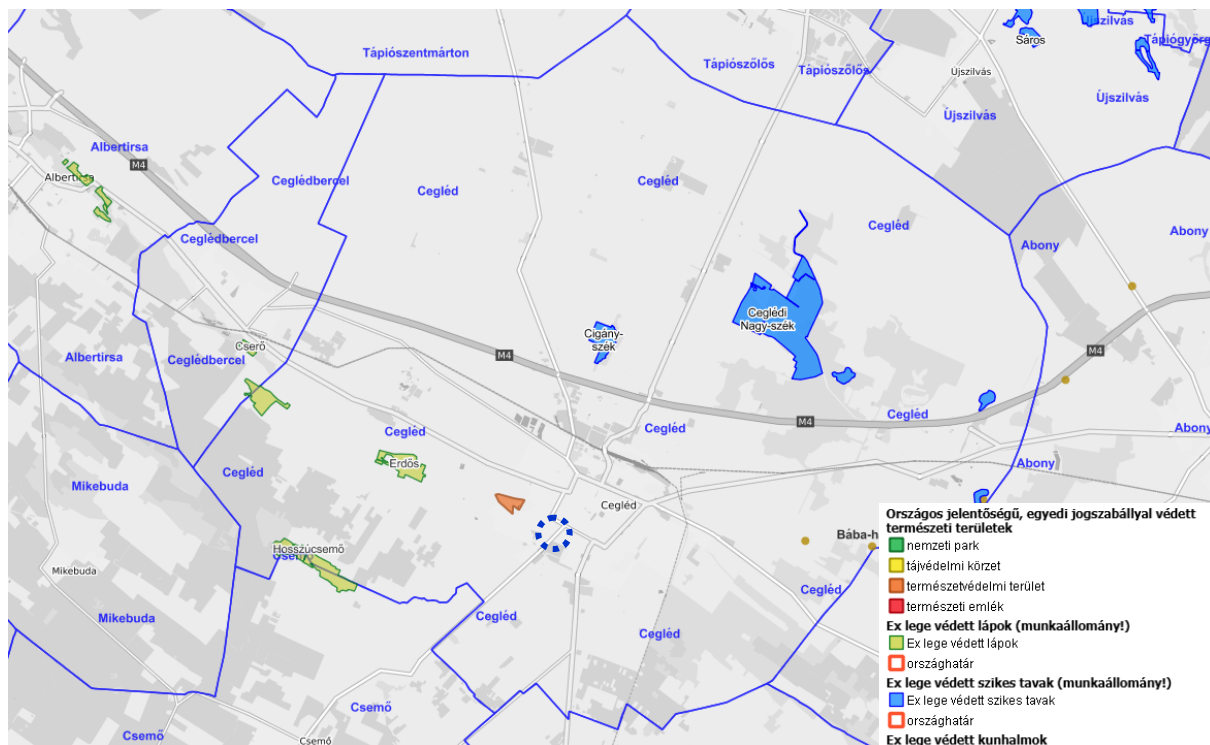 Tápiószentmárton
Tápiószőlős
Tápiószőlős
Újszilvás
Sáros
Tápiógyörg
Újszilvás
Újszilvás
Újszilvás
Albertirsa
Albertirsa
M4
Ceglédbercel
Cegléd
Cegléd
Cegléd
Abony
Abony
Ceglédbercel
Cigány-
szék
Ceglédi
Nagy-szék
Cserő
Albertirsa
Ceglédbercel
M4
M4
M4
Cegléd
Cegléd
Cegléd
Abony
Abony
Cegléd
Erdős
Mikebuda
Cegléd
Bába-h
Hosszúcsemő
Mikebuda
Mikebuda
Cegléd
Cegléd
Cegléd
Csemő
Csemő
Csemő
Országos jelentőségű, egyedi jogszabállyal védett
természeti területek
nemzeti park
tájvédelmi körzet
természetvédelmi terület
természeti emlék
Ex lege védett lápok (munkaállomány!)
Ex lege védett lápok
országhatár
Ex lege védett szikes tavak (munkaállomány!)
Ex lege védett szikes tavak
országhatár
Ex lege védett kunhalmok